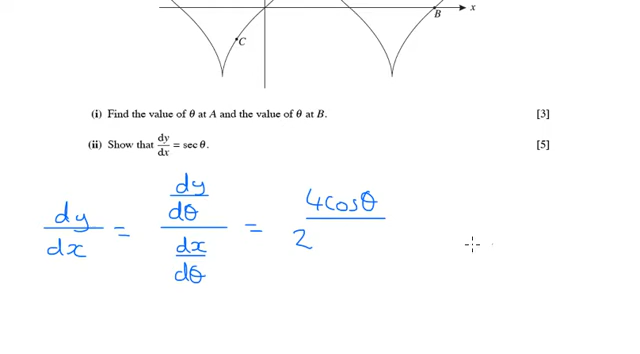 B
x
C
(i) Find the value of θ at A and the value of θ at B. [3]
(ii) Show that dy/dx = sec θ. [5]
dy/dx = (dy/dθ)/(dx/dθ) = 4cosθ/2